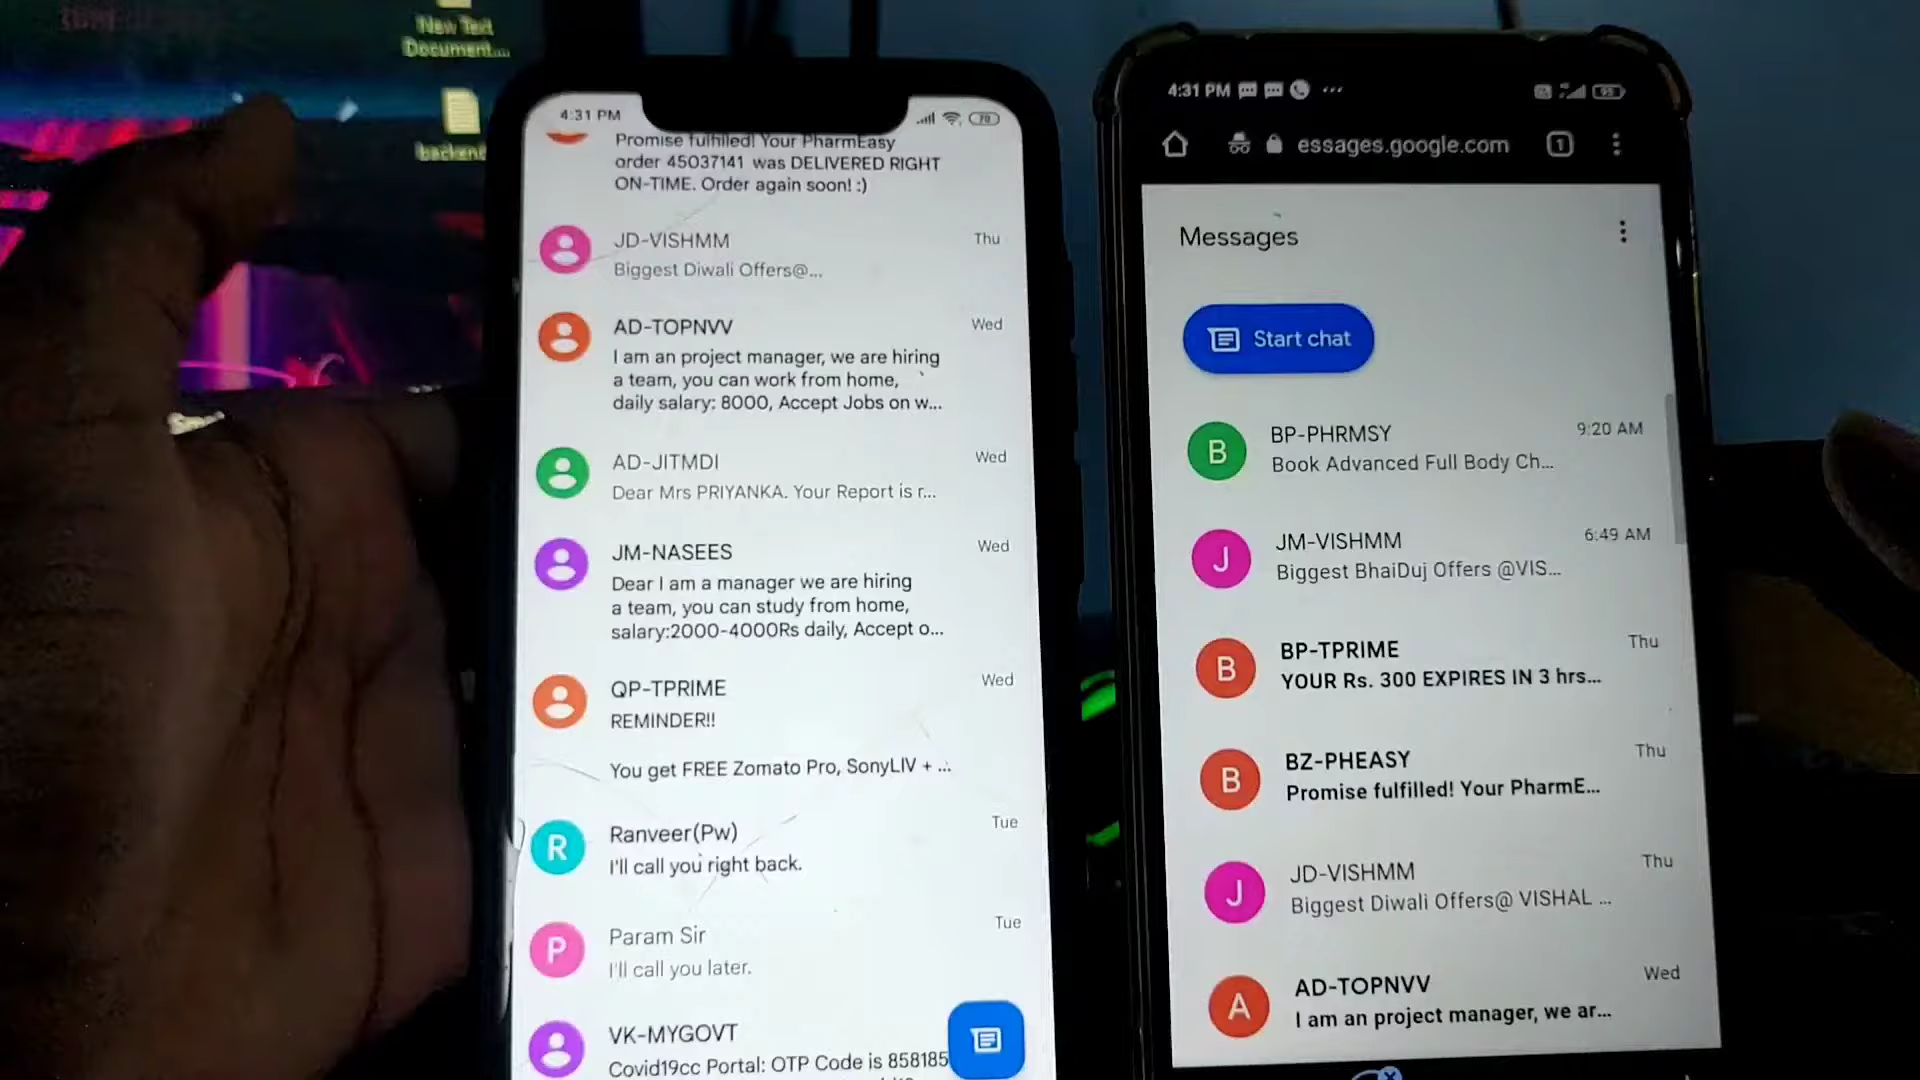 New Text
Document....
backend
4:31 PM
70
Promise fulfilled! Your PharmEasy
order 45037141 was DELIVERED RIGHT
ON-TIME. Order again soon! :)
JD-VISHMM
Thu
Biggest Diwali Offers@...
AD-TOPNVV
Wed
I am an project manager, we are hiring
a team, you can work from home,
daily salary: 8000, Accept Jobs on w...
AD-JITMDI
Wed
Dear Mrs PRIYANKA. Your Report is r...
JM-NASEES
Wed
Dear I am a manager we are hiring
a team, you can study from home,
salary:2000-4000Rs daily, Accept o...
QP-TPRIME
Wed
REMINDER!!
You get FREE Zomato Pro, SonyLIV + ...
R
Ranveer(Pw)
Tue
I'll call you right back.
P
Param Sir
Tue
I'll call you later.
VK-MYGOVT
Covid19cc Portal: OTP Code is 858185
4:31 PM
essages.google.com
1
Messages
Start chat
B
BP-PHRMSY
9:20 AM
Book Advanced Full Body Ch...
J
JM-VISHMM
6:49 AM
Biggest BhaiDuj Offers @VIS...
B
BP-TPRIME
Thu
YOUR Rs. 300 EXPIRES IN 3 hrs...
B
BZ-PHEASY
Thu
Promise fulfilled! Your PharmE...
J
JD-VISHMM
Thu
Biggest Diwali Offers@ VISHAL ...
A
AD-TOPNVV
Wed
I am an project manager, we ar...